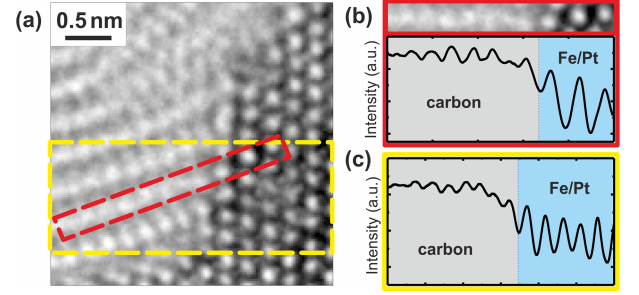 (a)
0.5 nm
(b)
Intensity (a.u.)
carbon
Fe/Pt
(c)
Intensity (a.u.)
carbon
Fe/Pt